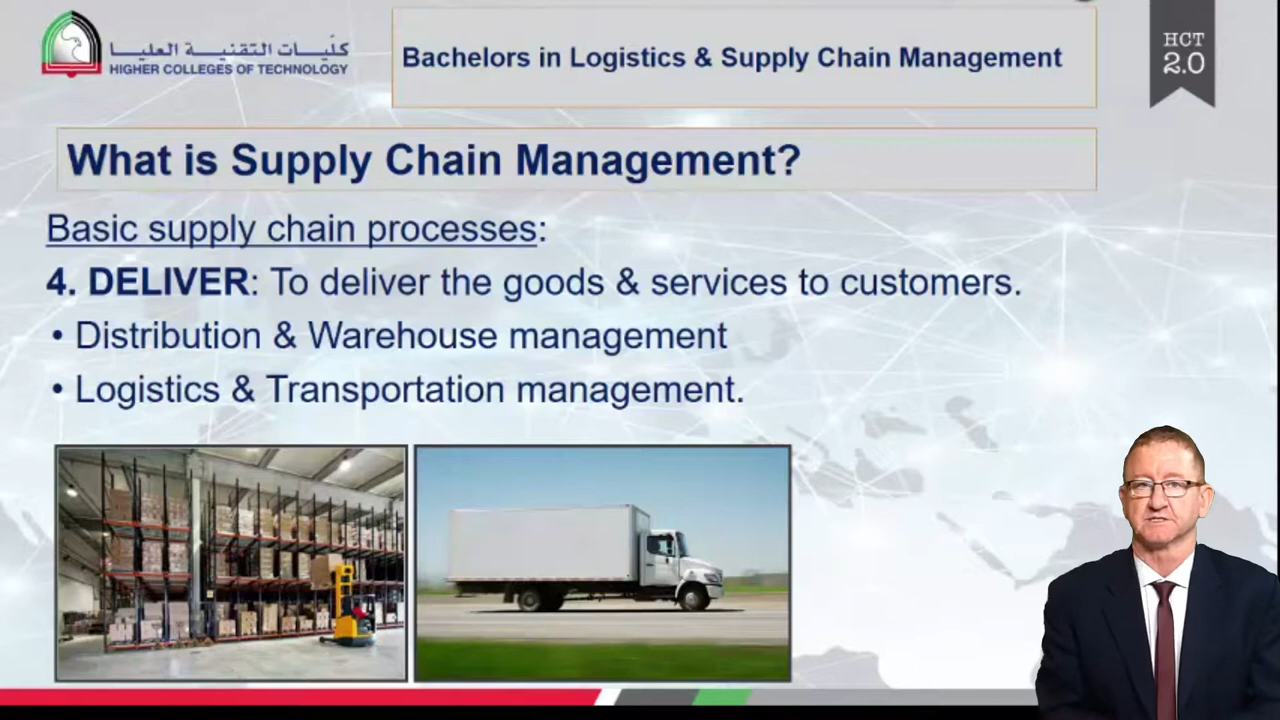 كليات التقنية العليا
HIGHER COLLEGES OF TECHNOLOGY
Bachelors in Logistics & Supply Chain Management
HCT
2.0
What is Supply Chain Management?
Basic supply chain processes:
4. DELIVER: To deliver the goods & services to customers.
• Distribution & Warehouse management
• Logistics & Transportation management.